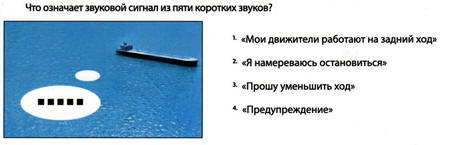 Что означает звуковой сигнал из пяти коротких звуков?
1. «Мои движители работают на задний ход»
2. «Я намереваюсь остановиться»
3. «Прошу уменьшить ход»
4. «Предупреждение»